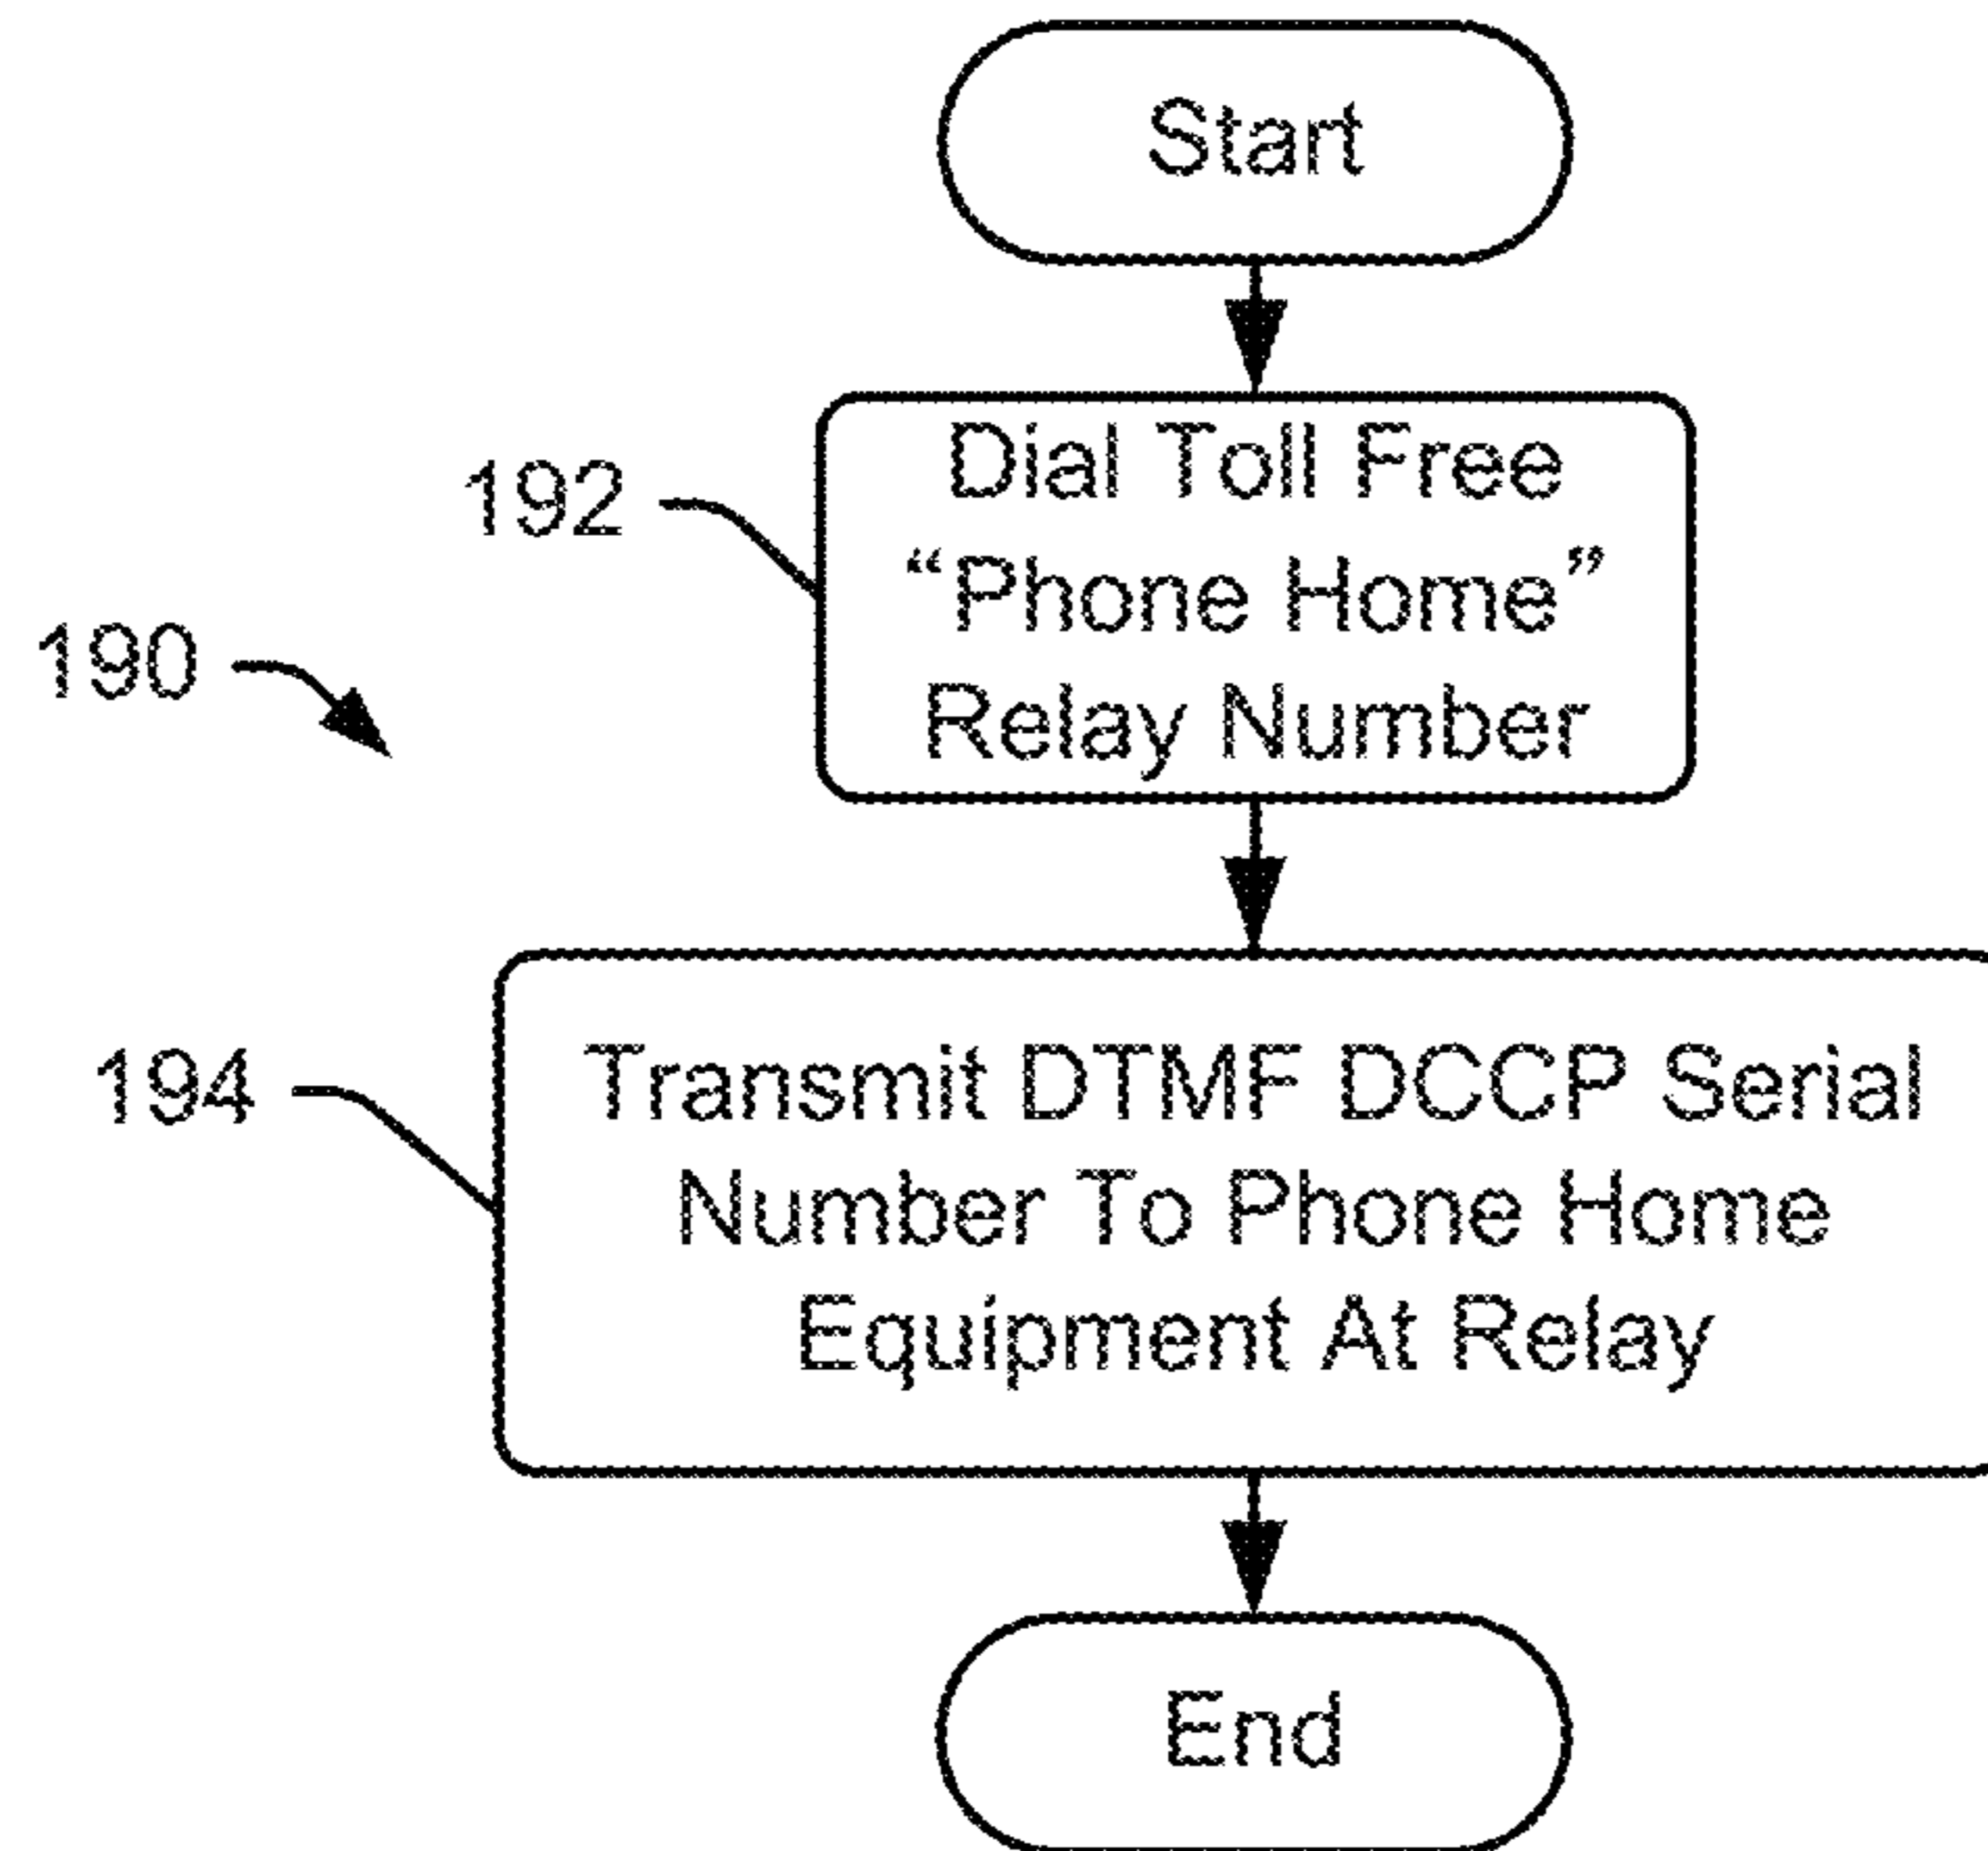 Start
192
Dial Toll Free
“Phone Home”
Relay Number
190
194
Transmit DTMF DCCP Serial
Number To Phone Home
Equipment At Relay
End